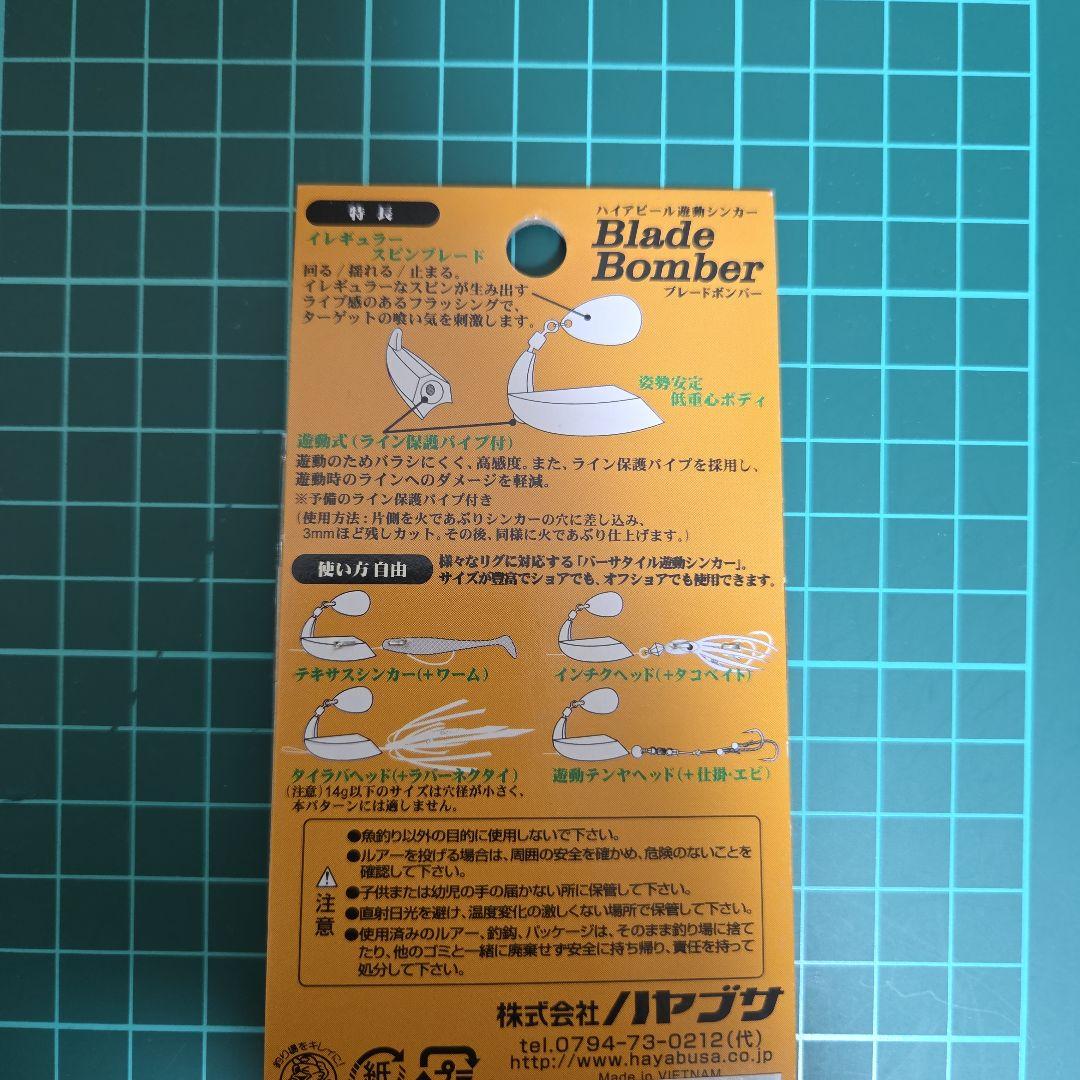 特長
ハイアピール遊動シンカー
Blade
Bomber
ブレードボンバー
イレギュラー
スピンブレード
回る/揺れる/止まる。
イレギュラーなスピンが生み出す
ライブ感のあるフラッシングで、
ターゲットの喰い気を刺激します。
姿勢安定
低重心ボディ
遊動式(ライン保護パイプ付)
遊動のためバラシにくく、高感度。また、ライン保護パイプを採用し、
遊動時のラインへのダメージを軽減。
※予備のライン保護パイプ付き
(使用方法:片側を火であぶりシンカーの穴に差し込み、
3mmほど残しカット。その後、同様に火であぶり仕上げます。)
使い方自由
様々なリグに対応する「バーサタイル遊動シンカー」。
サイズが豊富でショアでも、オフショアでも使用できます。
テキサスシンカー(+ワーム)
インチクヘッド(+タコベイト)
タイラバヘッド(+ラバーネクタイ)
遊動テンヤヘッド(+仕掛・エビ)
(注意)14g以下のサイズは穴径が小さく、
本パターンには適しません。
注意
●魚釣り以外の目的に使用しないで下さい。
●ルアーを投げる場合は、周囲の安全を確かめ、危険のないことを
確認して下さい。
●子供または幼児の手の届かない所に保管して下さい。
●直射日光を避け、温度変化の激しくない場所で保管して下さい。
●使用済みのルアー、釣鈎、パッケージは、そのまま釣り場に捨て
たり、他のゴミと一緒に廃棄せず安全に持ち帰り、責任を持って
処分して下さい。
株式会社ハヤブサ
tel.0794-73-0212(代)
http://www.hayabusa.co.jp
Made in VIETNAM
釣り場をキレイに!
紙
プラ